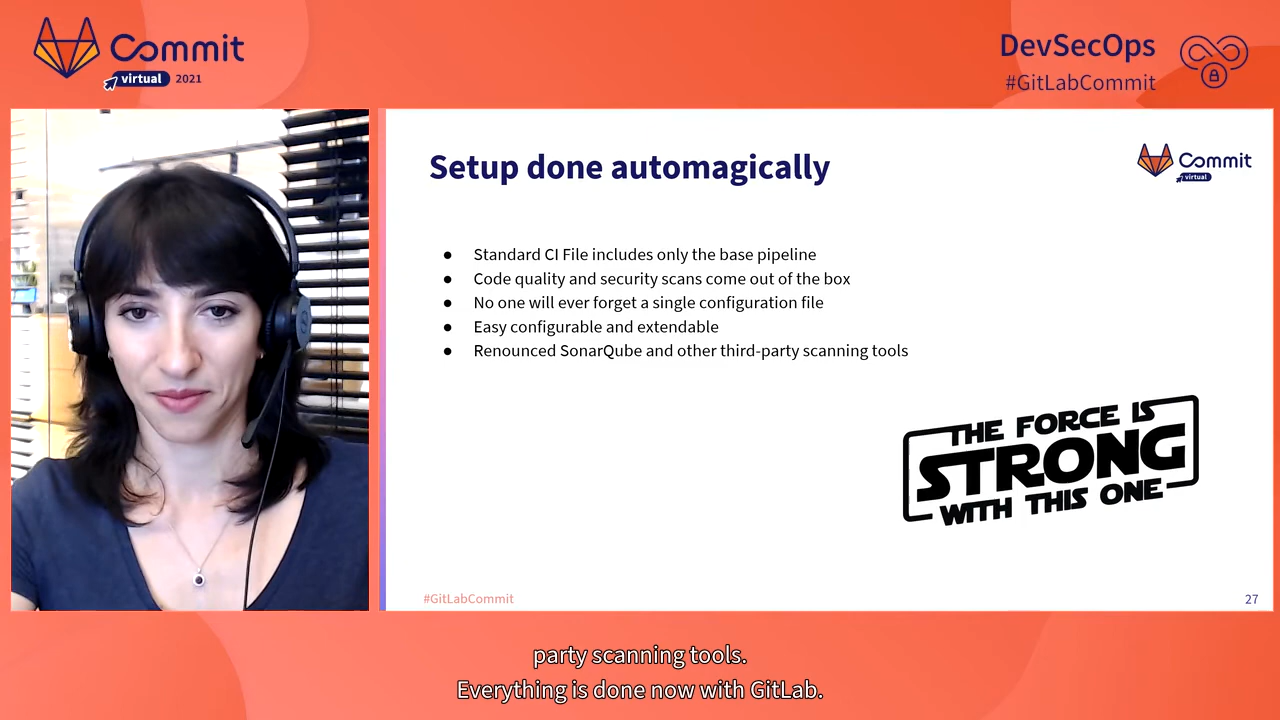 Commit
virtual 2021
DevSecOps
#GitLabCommit
Setup done automagically
Commit
virtual
● Standard CI File includes only the base pipeline
● Code quality and security scans come out of the box
● No one will ever forget a single configuration file
● Easy configurable and extendable
● Renounced SonarQube and other third-party scanning tools
THE FORCE IS
STRONG
WITH THIS ONE
#GitLabCommit
27
party scanning tools.
Everything is done now with GitLab.